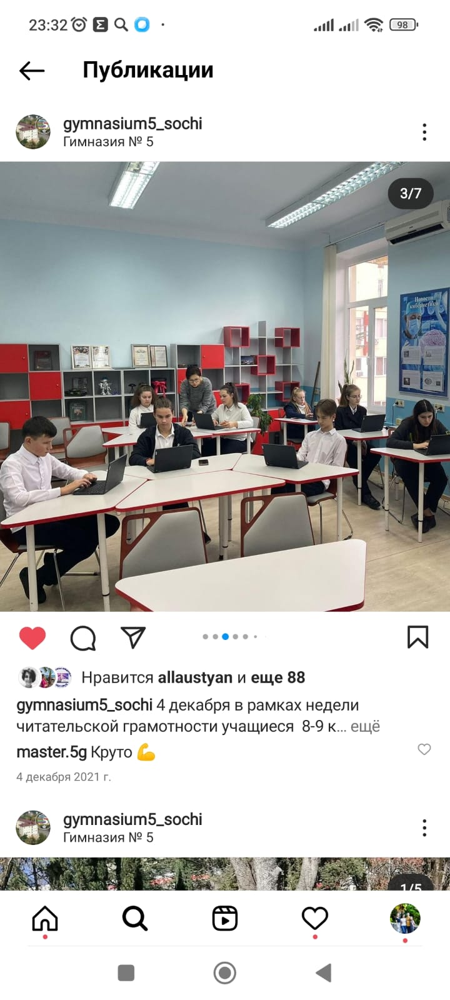 23:32
98
Публикации
gymnasium5_sochi
Гимназия № 5
3/7
Новости
кибернетики
Нравится allaustyan и еще 88
gymnasium5_sochi 4 декабря в рамках недели
читательской грамотности учащиеся 8-9 к... ещё
master.5g Круто 💪
4 декабря 2021 г.
gymnasium5_sochi
Гимназия № 5
1/5